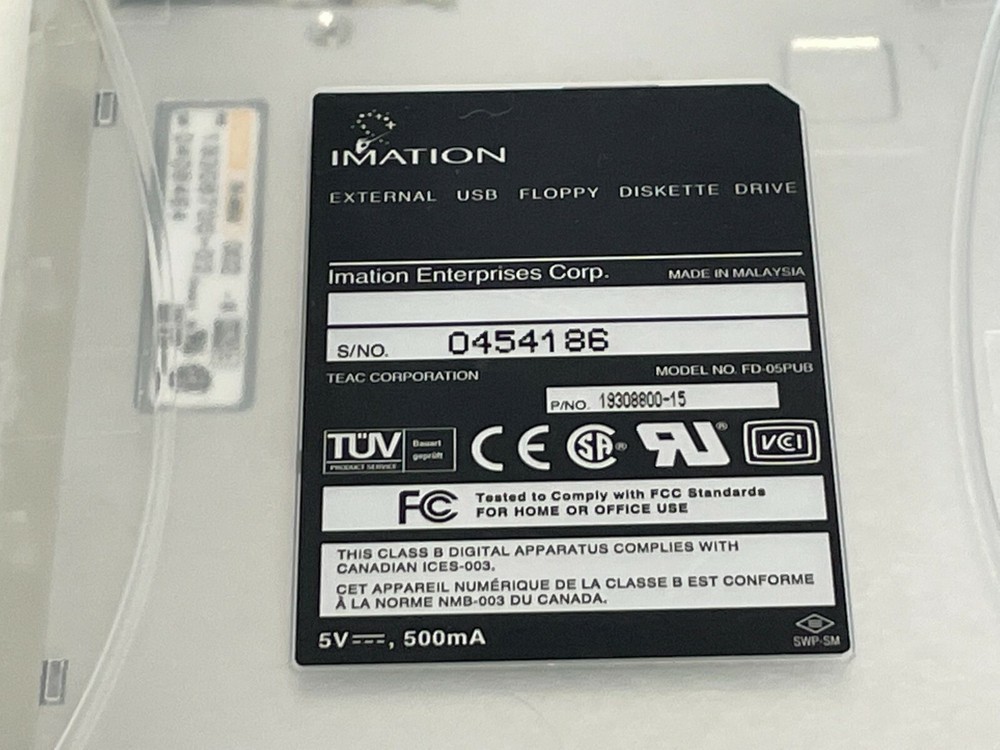 IMATION
EXTERNAL USB FLOPPY DISKETTE DRIVE
Imation Enterprises Corp. MADE IN MALAYSIA
S/NO. 0454186
TEAC CORPORATION MODEL NO. FD-05PUB
P/NO. 19308800-15
TÜV PRODUCT SERVICE Bauart geprüft CE SA ® RU ® VCI
FC Tested to Comply with FCC Standards
FOR HOME OR OFFICE USE
THIS CLASS B DIGITAL APPARATUS COMPLIES WITH
CANADIAN ICES-003.
CET APPAREIL NUMÉRIQUE DE LA CLASSE B EST CONFORME
À LA NORME NMB-003 DU CANADA.
5V⎓, 500mA
SWP-SM